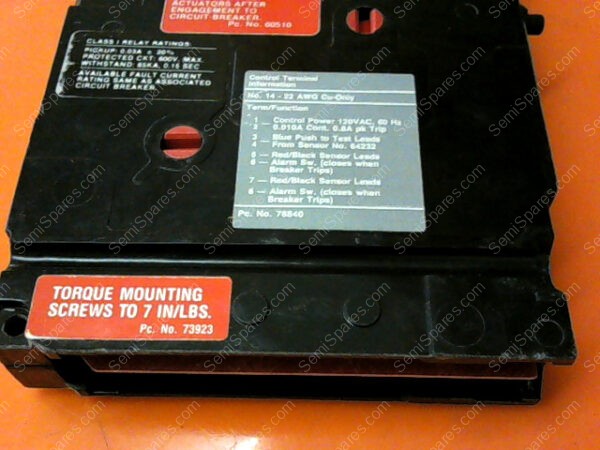 ACTUATORS AFTER
ENGAGEMENT TO
CIRCUIT BREAKER.
Pc. No. 60510
CLASS I RELAY RATINGS:
PICKUP: 0.03A ± 20%
PROTECTED CKT. 600V. MAX.
WITHSTAND: 65KA, 0.15 SEC
AVAILABLE FAULT CURRENT
RATING SAME AS ASSOCIATED
CIRCUIT BREAKER.
Control Terminal
Information
No. 14 - 22 AWG Cu-Only
Term/Function
1 — Control Power 120VAC, 60 Hz
2 0.010A Cont. 0.8A pk Trip
3 — Blue Push to Test Leads
4 — From Sensor No. 64232
5 — Red/Black Sensor Leads
6 — Alarm Sw. (closes when
Breaker Trips)
7 — Red/Black Sensor Leads
8 — Alarm Sw. (closes when
Breaker Trips)
Pc. No. 76840
TORQUE MOUNTING
SCREWS TO 7 IN/LBS.
Pc. No. 73923
SemiSpares.com